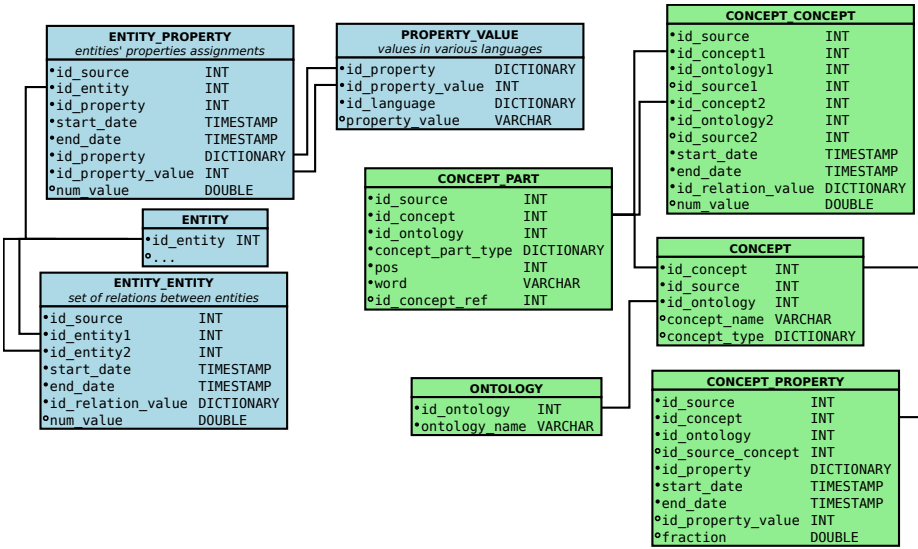 ENTITY_PROPERTY
entities' properties assignments
•id_source INT
•id_entity INT
•id_property INT
•start_date TIMESTAMP
•end_date TIMESTAMP
•id_property DICTIONARY
•id_property_value INT
∘num_value DOUBLE
PROPERTY_VALUE
values in various languages
•id_property DICTIONARY
•id_property_value INT
•id_language DICTIONARY
∘property_value VARCHAR
CONCEPT_CONCEPT
•id_source INT
•id_concept1 INT
•id_ontology1 INT
∘id_source1 INT
•id_concept2 INT
•id_ontology2 INT
∘id_source2 INT
•start_date TIMESTAMP
•end_date TIMESTAMP
•id_relation_value DICTIONARY
∘num_value DOUBLE
CONCEPT_PART
•id_source INT
•id_concept INT
•id_ontology INT
•concept_part_type DICTIONARY
•pos INT
•word VARCHAR
∘id_concept_ref INT
ENTITY
•id_entity INT
∘...
CONCEPT
•id_concept INT
•id_source INT
•id_ontology INT
∘concept_name VARCHAR
∘concept_type DICTIONARY
ENTITY_ENTITY
set of relations between entities
•id_source INT
•id_entity1 INT
•id_entity2 INT
•start_date TIMESTAMP
•end_date TIMESTAMP
•id_relation_value DICTIONARY
∘num_value DOUBLE
ONTOLOGY
•id_ontology INT
•ontology_name VARCHAR
CONCEPT_PROPERTY
•id_source INT
•id_concept INT
•id_ontology INT
∘id_source_concept INT
•id_property DICTIONARY
•start_date TIMESTAMP
•end_date TIMESTAMP
∘id_property_value INT
∘fraction DOUBLE